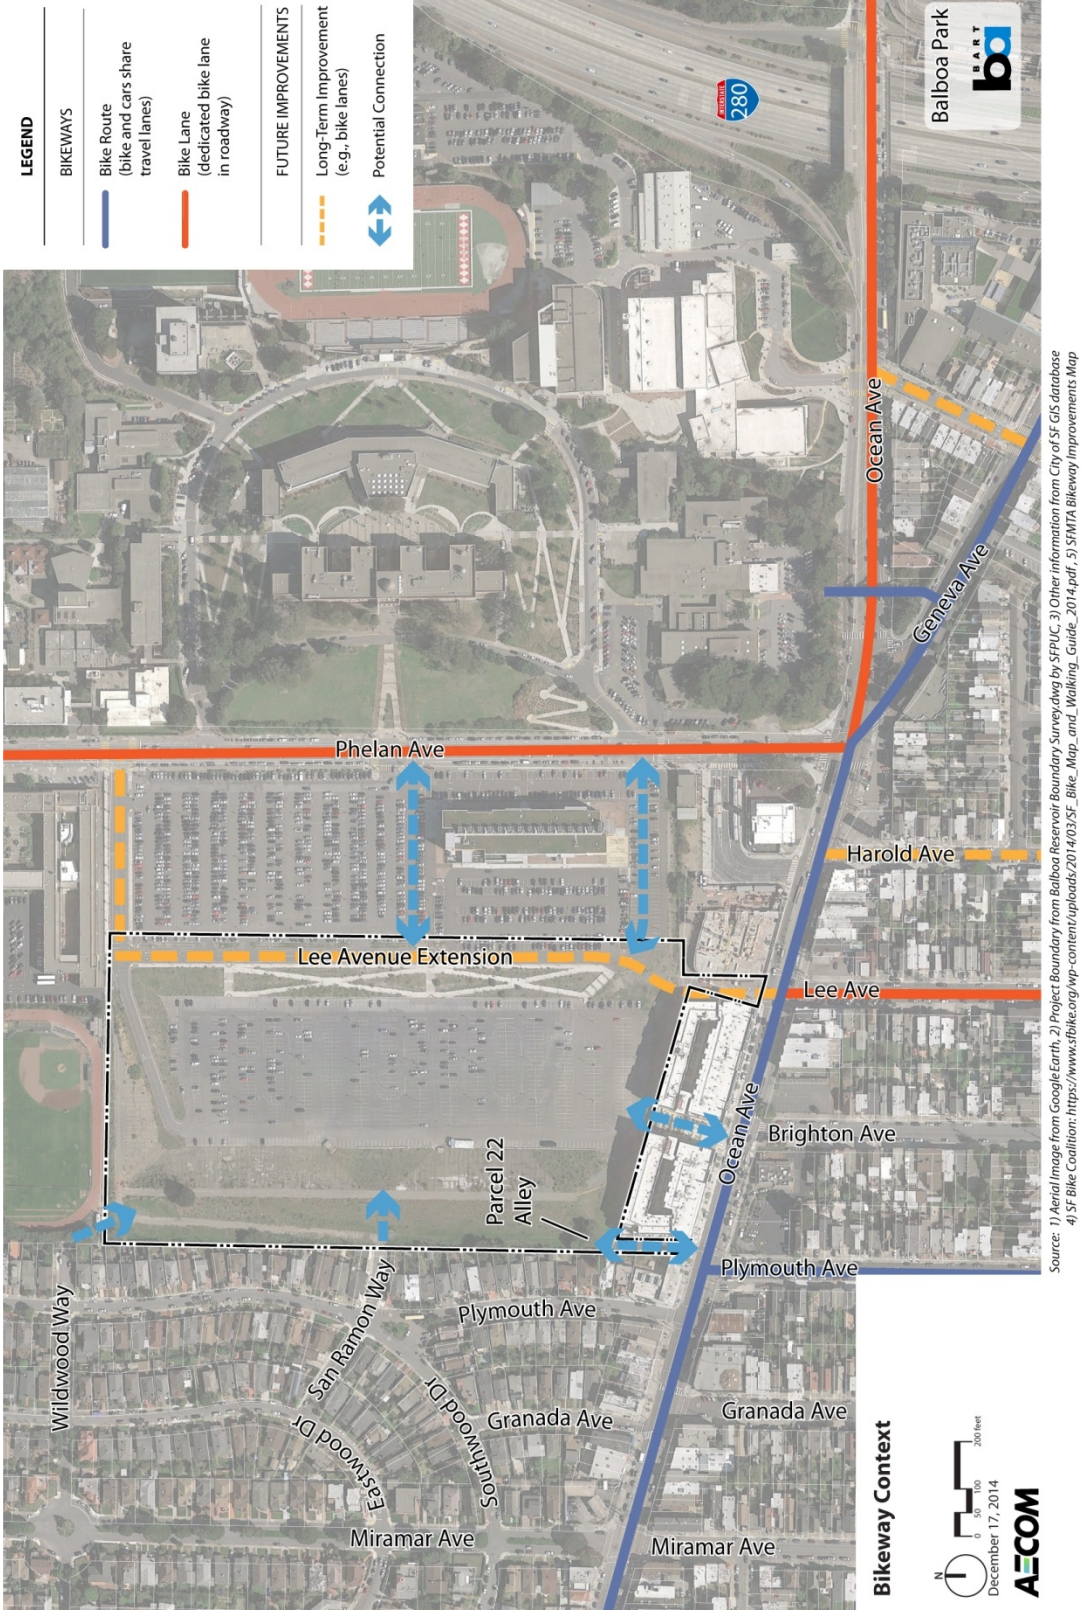 LEGEND
BIKEWAYS
Bike Route
(bike and cars share
travel lanes)
Bike Lane
(dedicated bike lane
in roadway)
FUTURE IMPROVEMENTS
Long-Term Improvement
(e.g., bike lanes)
Potential Connection
INTERSTATE
280
Balboa Park
BART
ba
Ocean Ave
Geneva Ave
Phelan Ave
Harold Ave
Lee Avenue Extension
Lee Ave
Brighton Ave
Ocean Ave
Parcel 22
Alley
Plymouth Ave
Plymouth Ave
Wildwood Way
San Ramon Way
Eastwood Dr
Southwood Dr
Granada Ave
Granada Ave
Miramar Ave
Miramar Ave
Bikeway Context
N
0 50 100 200 feet
December 17, 2014
AECOM
Source: 1) Aerial Image from Google Earth, 2) Project Boundary from Balboa Reservoir Boundary Survey.dwg by SFPUC, 3) Other information from City of SF GIS database
4) SF Bike Coalition: https://www.sfbike.org/wp-content/uploads/2014/03/SF_Bike_Map_and_Walking_Guide_2014.pdf, 5) SFMTA Bikeway Improvements Map